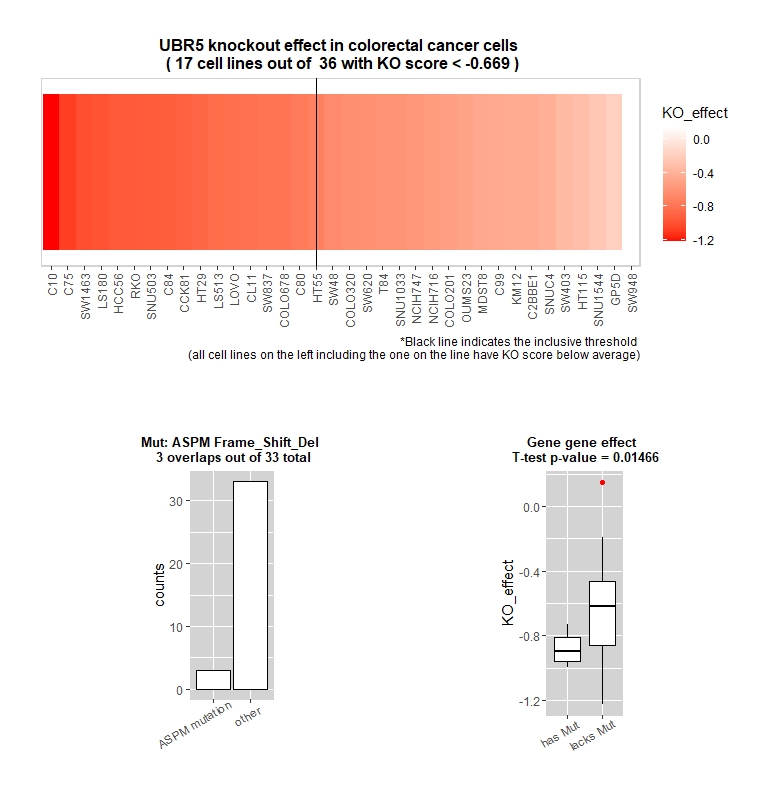 UBR5 knockout effect in colorectal cancer cells
( 17 cell lines out of 36 with KO score < -0.669 )
KO_effect
0.0
-0.4
-0.8
-1.2
C10
C75
SW1463
LS180
HCC56
RKO
SNU503
C84
CCK81
HT29
LS513
LOVO
CL11
SW837
COLO678
C80
HT55
SW48
COLO320
SW620
T84
SNU1033
NCIH747
NCIH716
COLO201
OUMS23
MDST8
C99
KM12
C2BBE1
SNUC4
SW403
HT115
SNU1544
GP5D
SW948
*Black line indicates the inclusive threshold
(all cell lines on the left including the one on the line have KO score below average)
Mut: ASPM Frame_Shift_Del
3 overlaps out of 33 total
counts
30
20
10
0
ASPM mutation
other
Gene gene effect
T-test p-value = 0.01466
KO_effect
0.0
-0.4
-0.8
-1.2
has Mut
lacks Mut